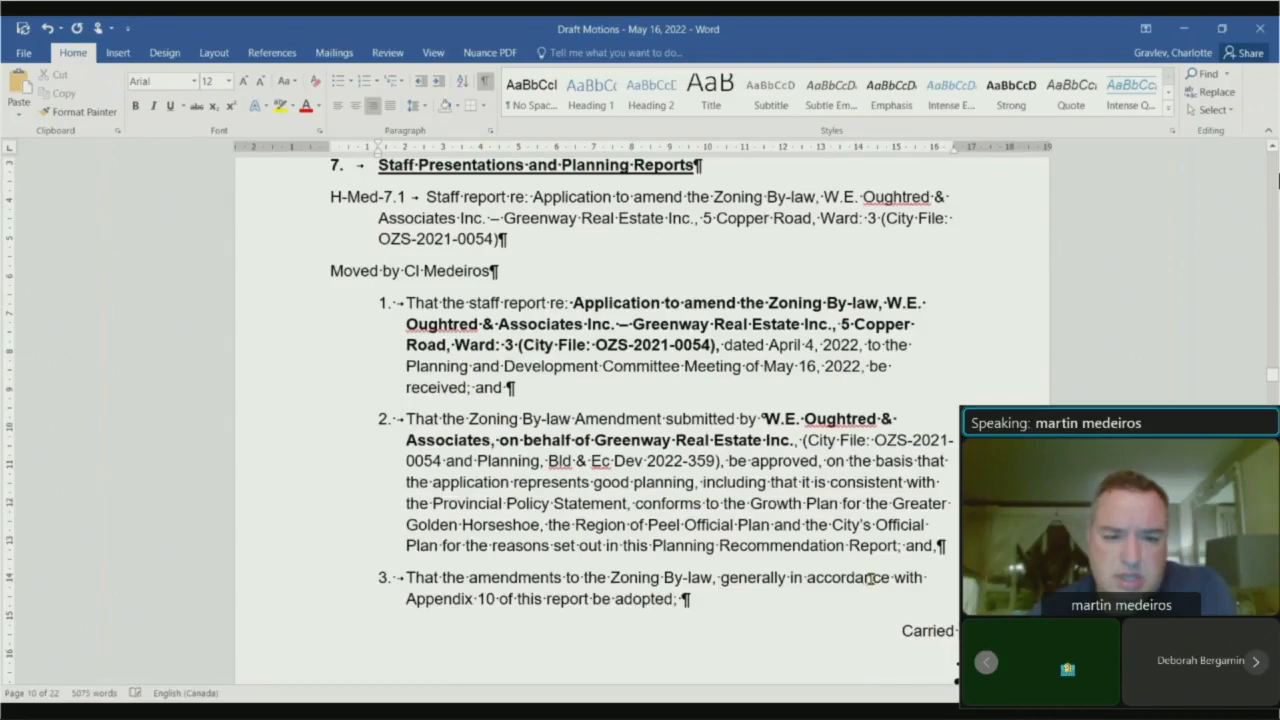 Draft Motions - May 16, 2022 - Word
File Home Insert Design Layout References Mailings Review View Nuance PDF Tell me what you want to do... Gravlev, Charlotte Share
Cut
Copy
Format Painter
Paste
Clipboard
Arial 12
Font
Paragraph
AaBbCcI AaBbCc AaBbCcD AaB AaBbCcD AaBbCcD AaBbCcD AaBbCcD AaBbCcD AaBbCcD AaBbCcD
¶ No Spac... Heading 1 Heading 2 Title Subtitle Subtle Em... Emphasis Intense E... Strong Quote Intense Q...
Styles
Find
Replace
Select
Editing
7. Staff Presentations and Planning Reports¶
H-Med-7.1 Staff report re: Application to amend the Zoning By-law, W.E. Oughtred &
Associates Inc. – Greenway Real Estate Inc., 5 Copper Road, Ward: 3 (City File:
OZS-2021-0054)¶
Moved by CI Medeiros¶
1. That the staff report re: Application to amend the Zoning By-law, W.E.
Oughtred & Associates Inc. – Greenway Real Estate Inc., 5 Copper
Road, Ward: 3 (City File: OZS-2021-0054), dated April 4, 2022, to the
Planning and Development Committee Meeting of May 16, 2022, be
received; and ¶
2. That the Zoning By-law Amendment submitted by W.E. Oughtred &
Associates, on behalf of Greenway Real Estate Inc., (City File: OZS-2021-
0054 and Planning, Bld & Ec Dev 2022-359), be approved, on the basis that
the application represents good planning, including that it is consistent with
the Provincial Policy Statement, conforms to the Growth Plan for the Greater
Golden Horseshoe, the Region of Peel Official Plan and the City's Official
Plan for the reasons set out in this Planning Recommendation Report; and,¶
3. That the amendments to the Zoning By-law, generally in accordance with
Appendix 10 of this report be adopted; ¶
Carried
Speaking: martin medeiros
martin medeiros
Deborah Bergamin
Page 10 of 22 5075 words English (Canada)